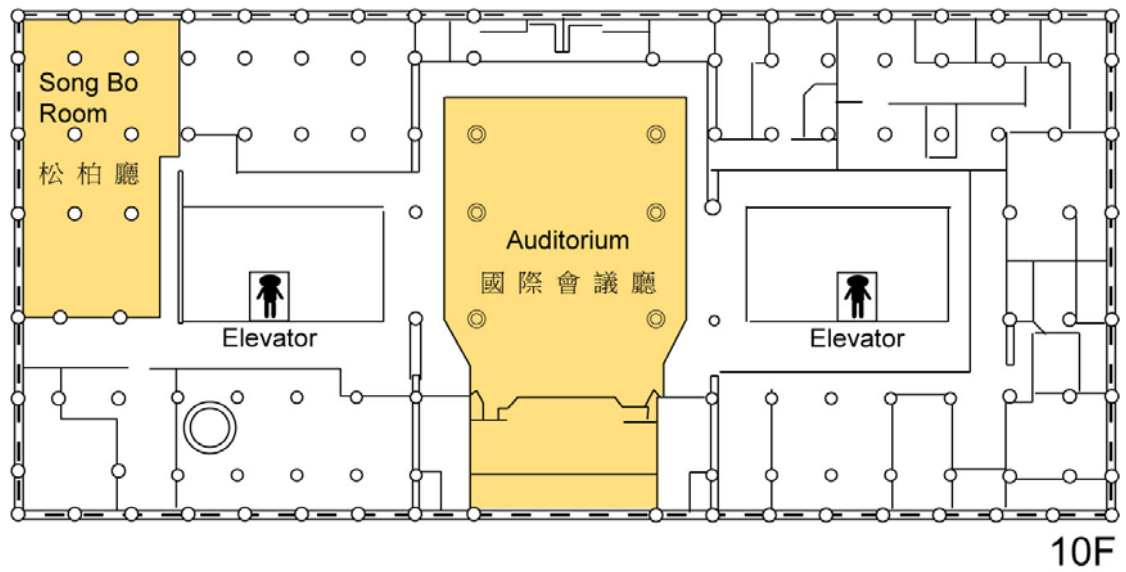 Song Bo
Room
松柏廳
Auditorium
國際會議廳
Elevator
Elevator
10F